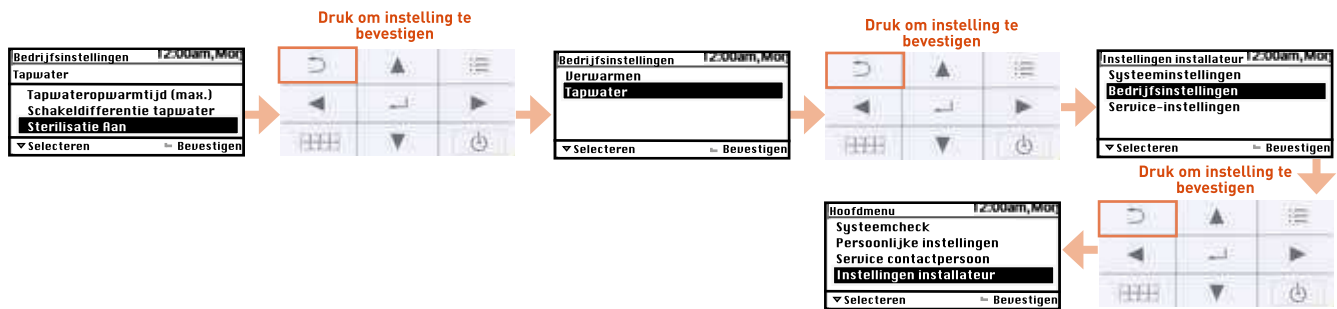 Druk om instelling te
bevestigen
Bedrijfsinstellingen 12:00am,Mon
Tapwater
Tapwateropwarmtijd (max.)
Schakeldifferentie tapwater
Sterilisatie Aan
▼Selecteren Bevestigen
Bedrijfsinstellingen 12:00am,Mon
Verwarmen
Tapwater
▼Selecteren Bevestigen
Druk om instelling te
bevestigen
Instellingen installateur 12:00am,Mon
Systeeminstellingen
Bedrijfsinstellingen
Service-instellingen
▼Selecteren Bevestigen
Druk om instelling te
bevestigen
Hoofdmenu 12:00am,Mon
Systeemcheck
Persoonlijke instellingen
Service contactpersoon
Instellingen installateur
▼Selecteren Bevestigen